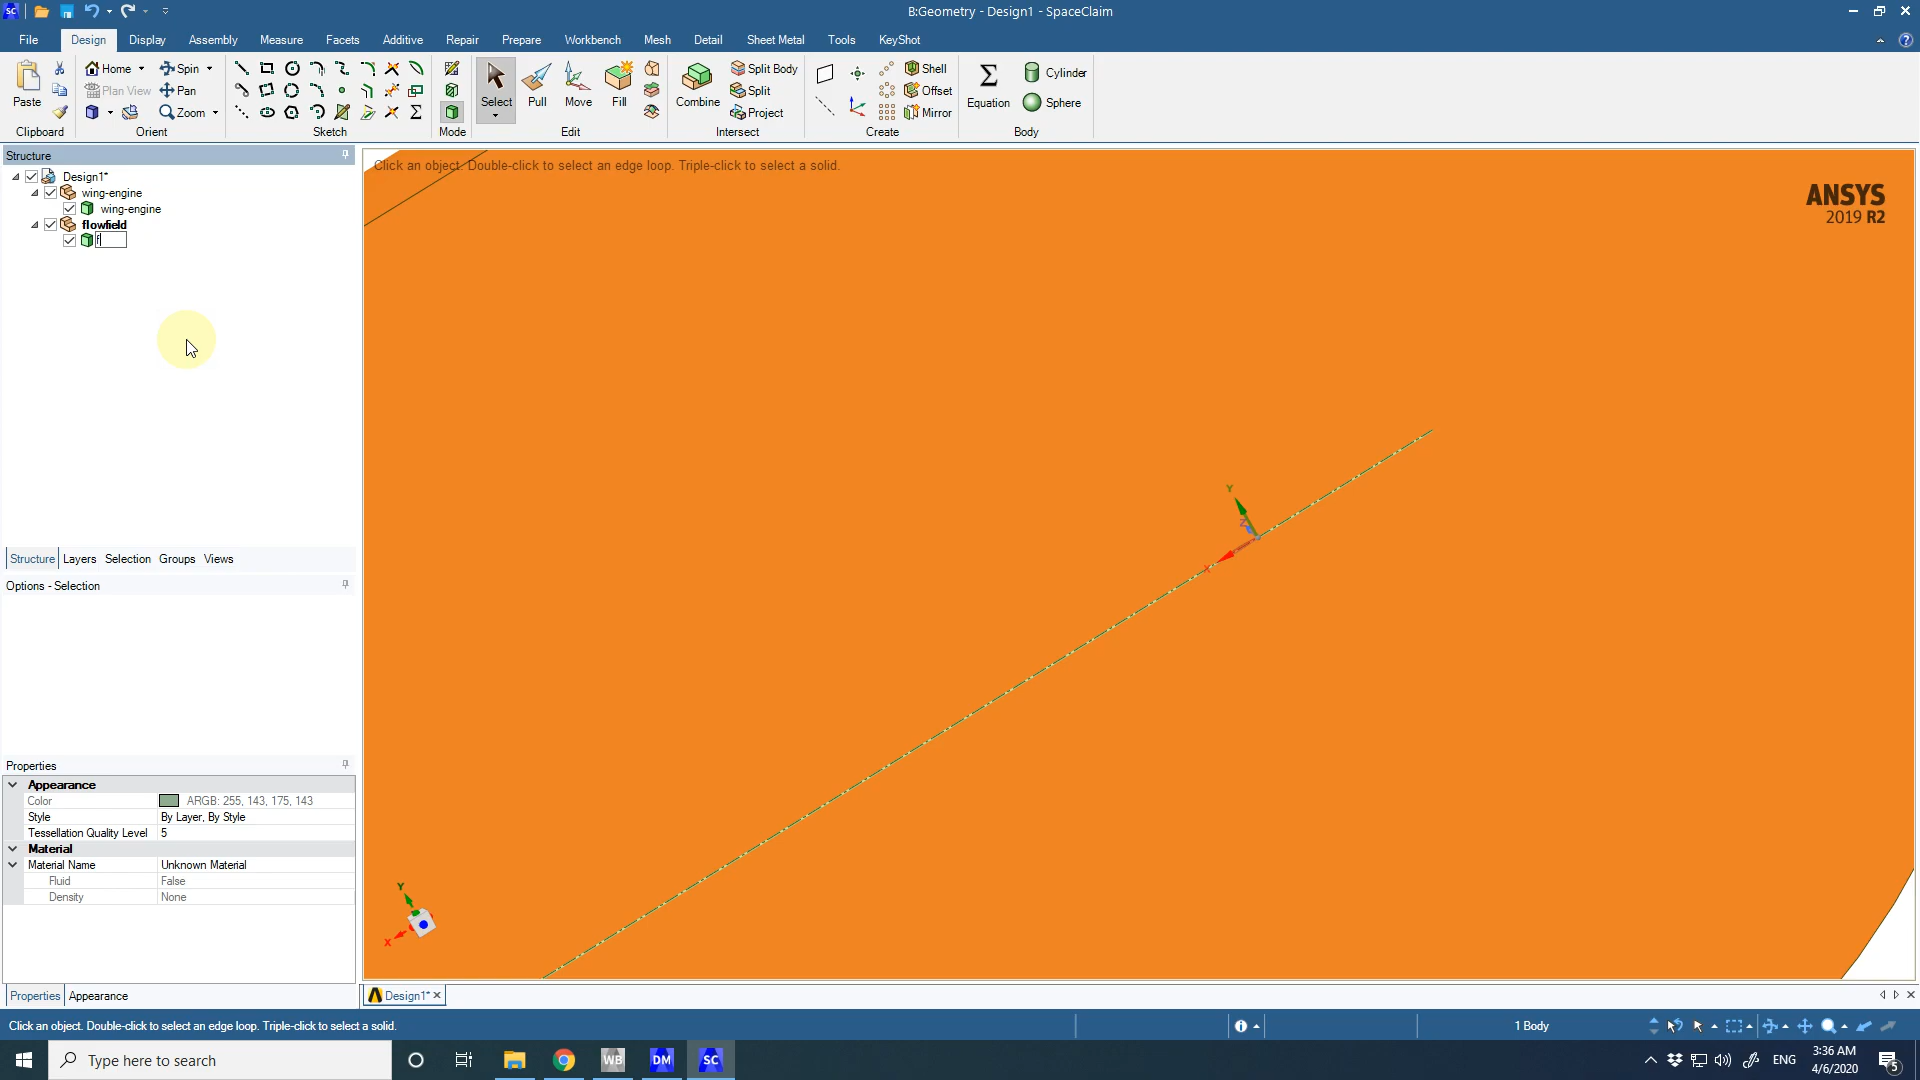 SC
B:Geometry - Design1 - SpaceClaim
File Design Display Assembly Measure Facets Additive Repair Prepare Workbench Mesh Detail Sheet Metal Tools KeyShot
Home Spin Split Body Shell Cylinder
Plan View Pan Split Offset
Paste Select Pull Move Fill Combine Equation Sphere
Zoom Project Mirror
Clipboard Orient Sketch Mode Edit Intersect Create Body
Structure
Click an object. Double-click to select an edge loop. Triple-click to select a solid.
Design1*
wing-engine
wing-engine
flowfield
f
ANSYS
2019 R2
Y
Z
X
Structure Layers Selection Groups Views
Options - Selection
Properties
Appearance
Color ARGB: 255, 143, 175, 143
Style By Layer, By Style
Tessellation Quality Level 5
Material
Material Name Unknown Material
Fluid False
Density None
Y
X
Properties Appearance
Design1*
Click an object. Double-click to select an edge loop. Triple-click to select a solid.
1 Body
Type here to search
WB DM SC
ENG
3:36 AM
4/6/2020
5